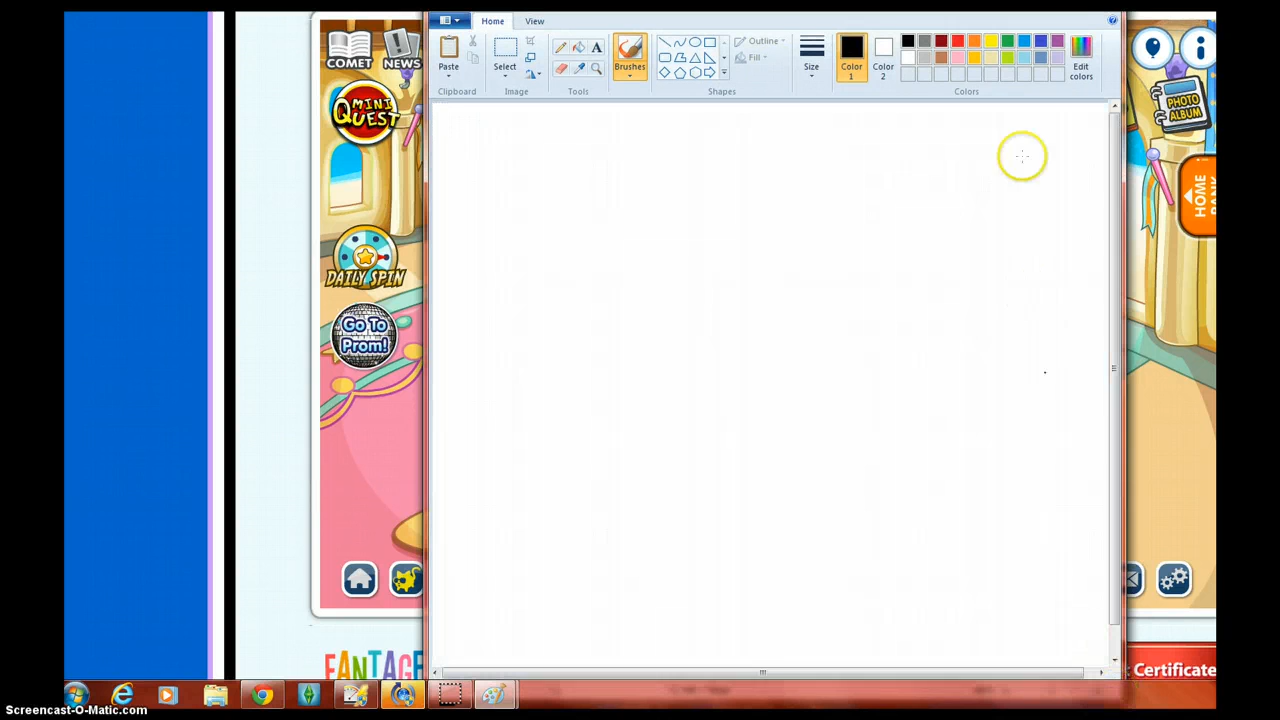 Home
View
COMET
NEWS
MINI
QUEST
DAILY SPIN
Go To
Prom!
Paste
Select
Brushes
Outline
Fill
Size
Color
1
Color
2
Edit
colors
Clipboard
Image
Tools
Shapes
Colors
PHOTO
ALBUM
HOME
Certificate
Screencast-O-Matic.com